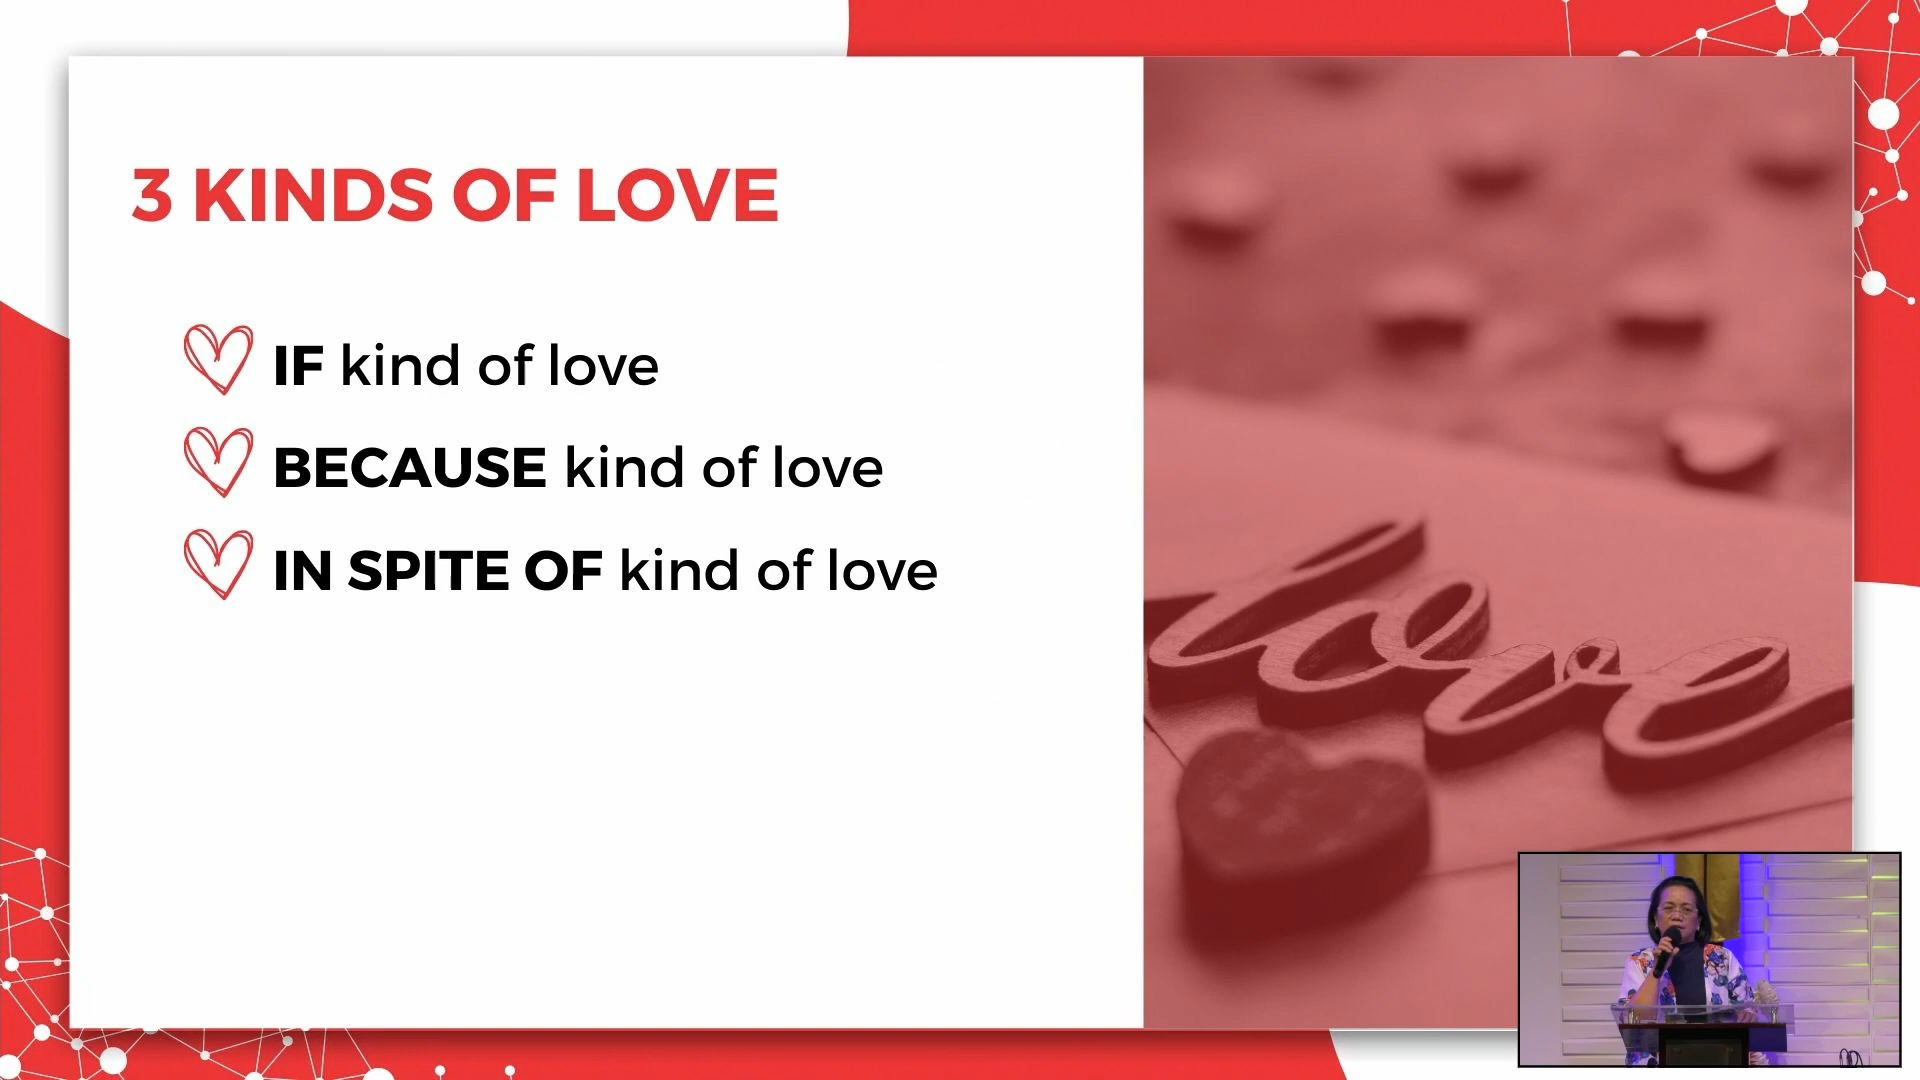 3 KINDS OF LOVE
IF kind of love
BECAUSE kind of love
IN SPITE OF kind of love
love